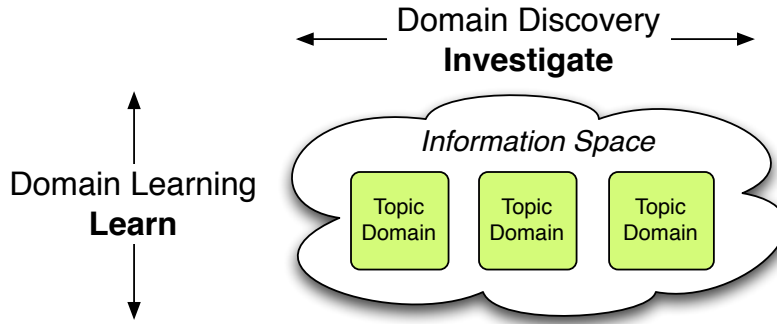 Domain Discovery
Investigate
Information Space
Domain Learning
Learn
Topic
Domain
Topic
Domain
Topic
Domain